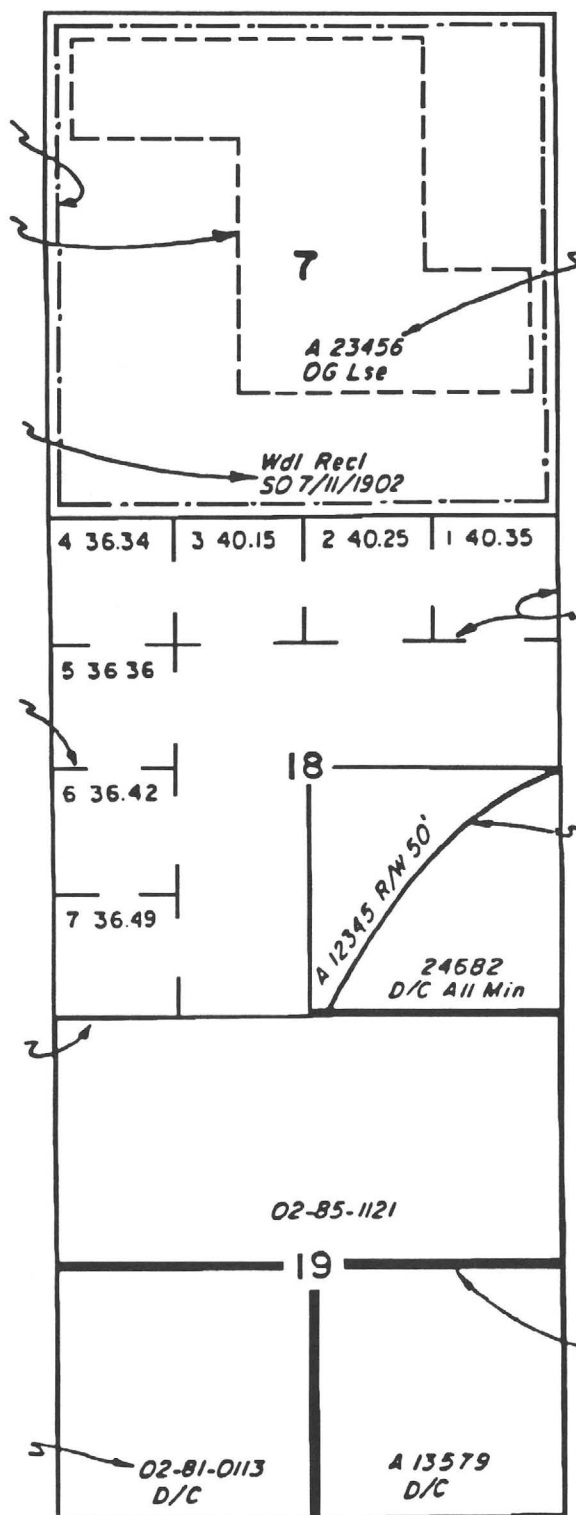 7
A 23456
OG Lse
Wdl Recl
SO 7/11/1902
4 36.34 3 40.15 2 40.25 1 40.35
5 36 36
18
6 36.42
A 12345 R/W 50'
7 36.49
24682
D/C All Min
02-85-1121
19
02-81-0113
D/C
A 13579
D/C